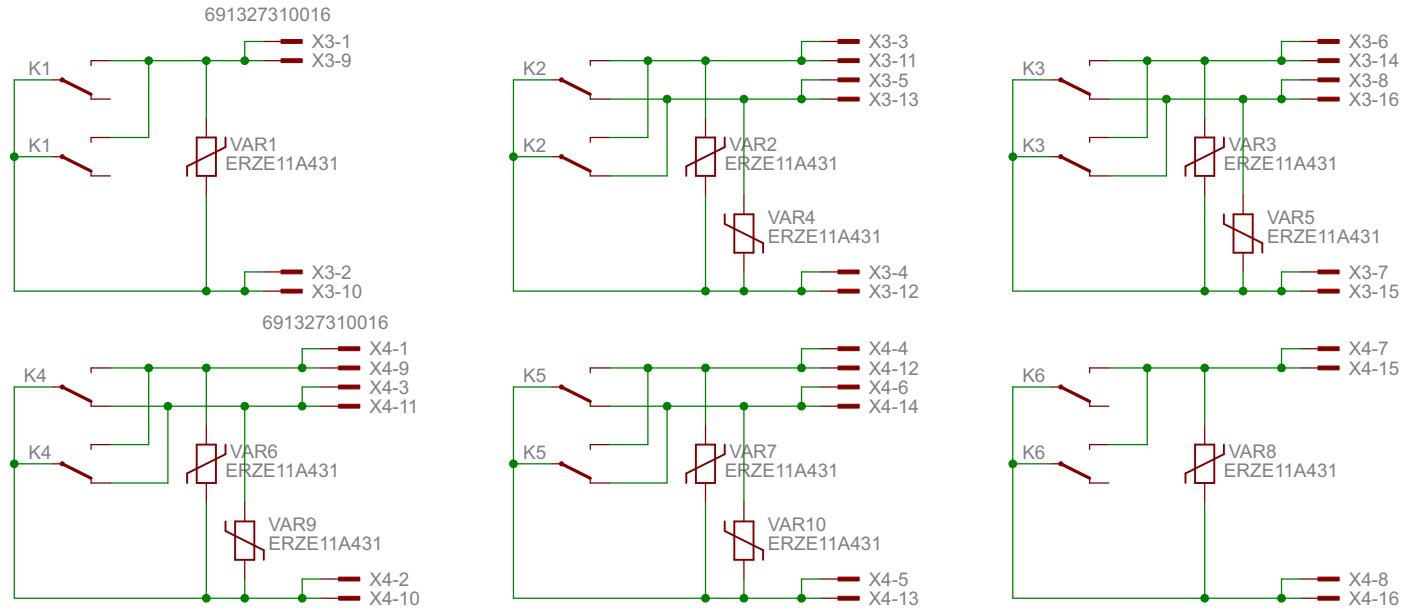 691327310016
X3-1
X3-9
K1
K1
VAR1
ERZE11A431
X3-2
X3-10
X3-3
X3-11
X3-5
X3-13
K2
K2
VAR2
ERZE11A431
VAR4
ERZE11A431
X3-4
X3-12
X3-6
X3-14
X3-8
X3-16
K3
K3
VAR3
ERZE11A431
VAR5
ERZE11A431
X3-7
X3-15
691327310016
X4-1
X4-9
X4-3
X4-11
K4
K4
VAR6
ERZE11A431
VAR9
ERZE11A431
X4-2
X4-10
X4-4
X4-12
X4-6
X4-14
K5
K5
VAR7
ERZE11A431
VAR10
ERZE11A431
X4-5
X4-13
X4-7
X4-15
K6
K6
VAR8
ERZE11A431
X4-8
X4-16